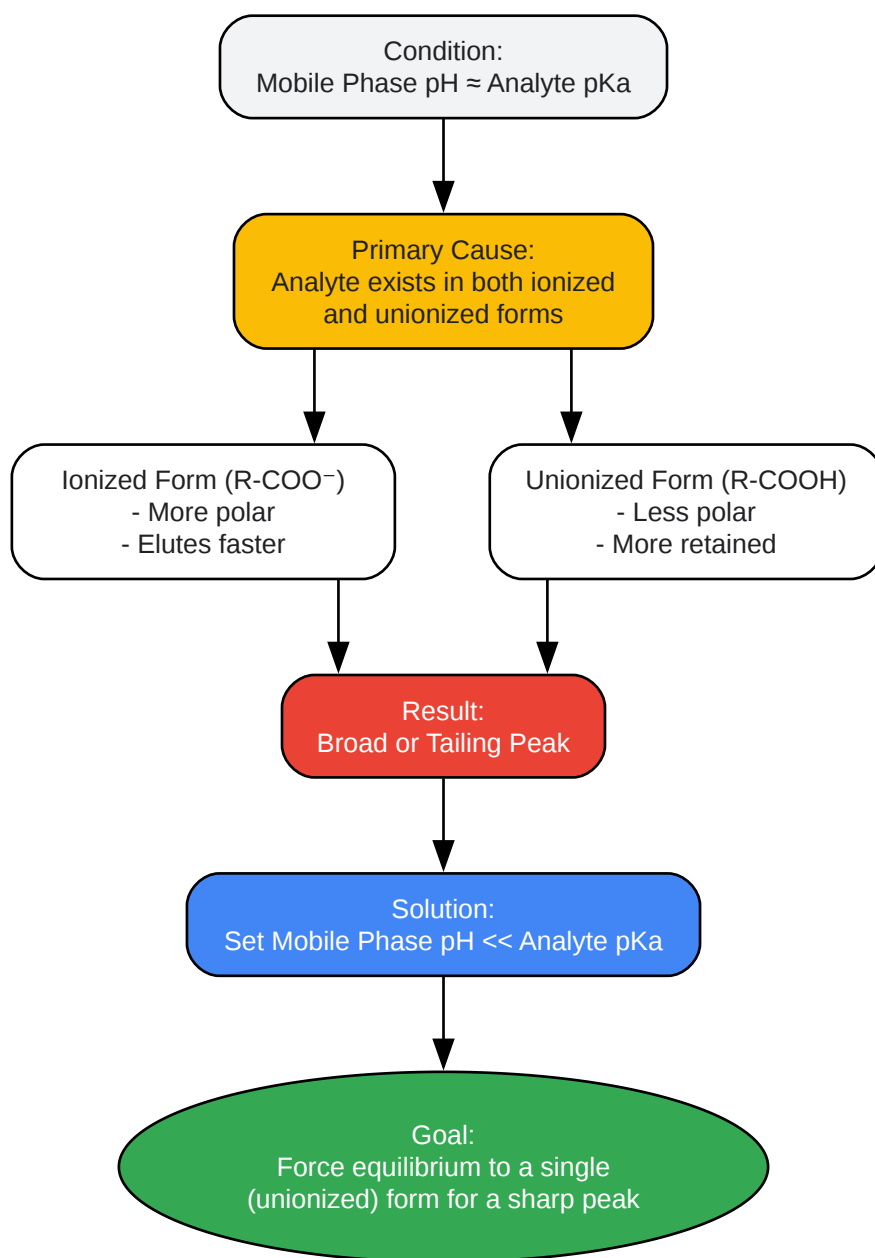 Condition:
Mobile Phase pH ≈ Analyte pKa
Primary Cause:
Analyte exists in both ionized
and unionized forms
Ionized Form (R-COO⁻)
- More polar
- Elutes faster
Unionized Form (R-COOH)
- Less polar
- More retained
Result:
Broad or Tailing Peak
Solution:
Set Mobile Phase pH << Analyte pKa
Goal:
Force equilibrium to a single
(unionized) form for a sharp peak